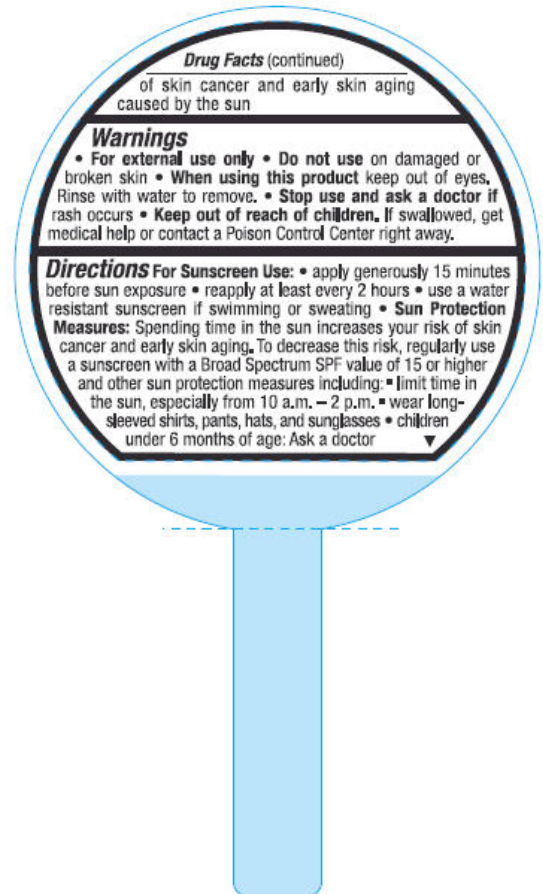 Drug Facts (continued)
of skin cancer and early skin aging
caused by the sun
Warnings
• For external use only • Do not use on damaged or
broken skin • When using this product keep out of eyes.
Rinse with water to remove. • Stop use and ask a doctor if
rash occurs • Keep out of reach of children. If swallowed, get
medical help or contact a Poison Control Center right away.
Directions For Sunscreen Use: • apply generously 15 minutes
before sun exposure • reapply at least every 2 hours • use a water
resistant sunscreen if swimming or sweating • Sun Protection
Measures: Spending time in the sun increases your risk of skin
cancer and early skin aging. To decrease this risk, regularly use
a sunscreen with a Broad Spectrum SPF value of 15 or higher
and other sun protection measures including: ▪ limit time in
the sun, especially from 10 a.m. – 2 p.m. ▪ wear long-
sleeved shirts, pants, hats, and sunglasses • children
under 6 months of age: Ask a doctor ▼